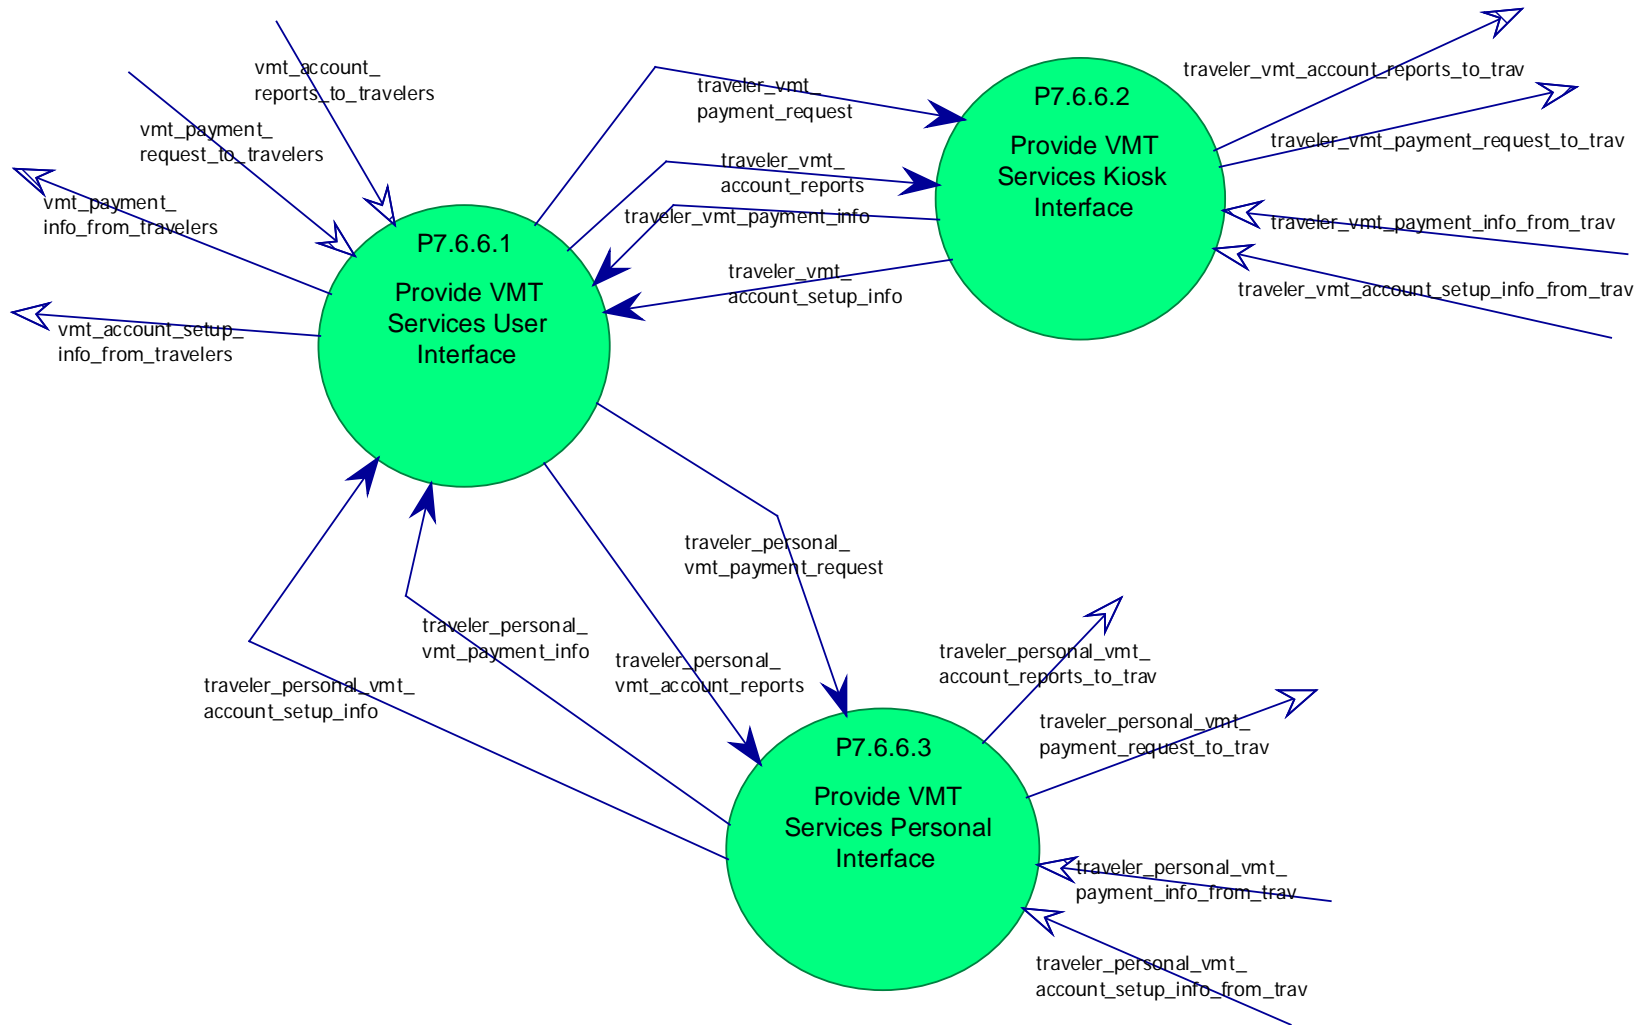 vmt_account_
reports_to_travelers
vmt_payment_
request_to_travelers
vmt_payment_
info_from_travelers
vmt_account_setup_
info_from_travelers
P7.6.6.1
Provide VMT
Services User
Interface
traveler_vmt_
payment_request
traveler_vmt_
account_reports
traveler_vmt_payment_info
traveler_vmt_
account_setup_info
P7.6.6.2
Provide VMT
Services Kiosk
Interface
traveler_vmt_account_reports_to_trav
traveler_vmt_payment_request_to_trav
traveler_vmt_payment_info_from_trav
traveler_vmt_account_setup_info_from_trav
traveler_personal_
vmt_payment_request
traveler_personal_
vmt_payment_info
traveler_personal_
vmt_account_reports
traveler_personal_vmt_
account_setup_info
P7.6.6.3
Provide VMT
Services Personal
Interface
traveler_personal_vmt_
account_reports_to_trav
traveler_personal_vmt_
payment_request_to_trav
traveler_personal_vmt_
payment_info_from_trav
traveler_personal_vmt_
account_setup_info_from_trav